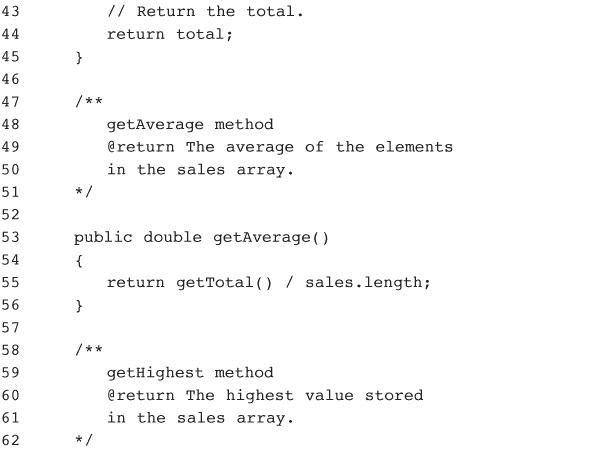 43         // Return the total.
44         return total;
45     }
46
47     /**
48         getAverage method
49         @return The average of the elements
50         in the sales array.
51     */
52
53     public double getAverage()
54     {
55         return getTotal() / sales.length;
56     }
57
58     /**
59         getHighest method
60         @return The highest value stored
61         in the sales array.
62     */